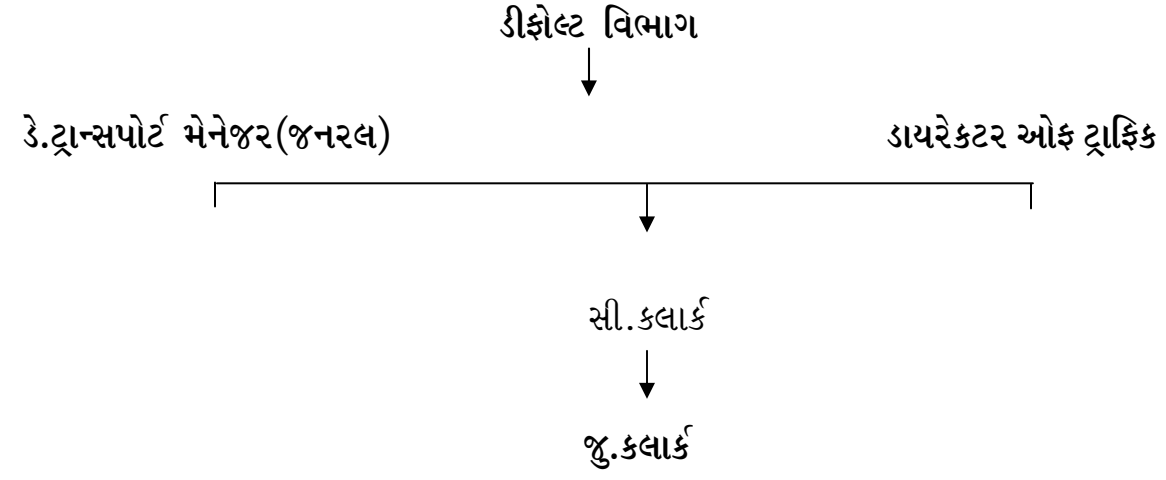 ડીફોલ્ટ વિભાગ
ડે.ટ્રાન્સપોર્ટ મેનેજર(જનરલ) ડાયરેકટર ઓફ ટ્રાફિક
સી.કલાર્ક
જુ.કલાર્ક